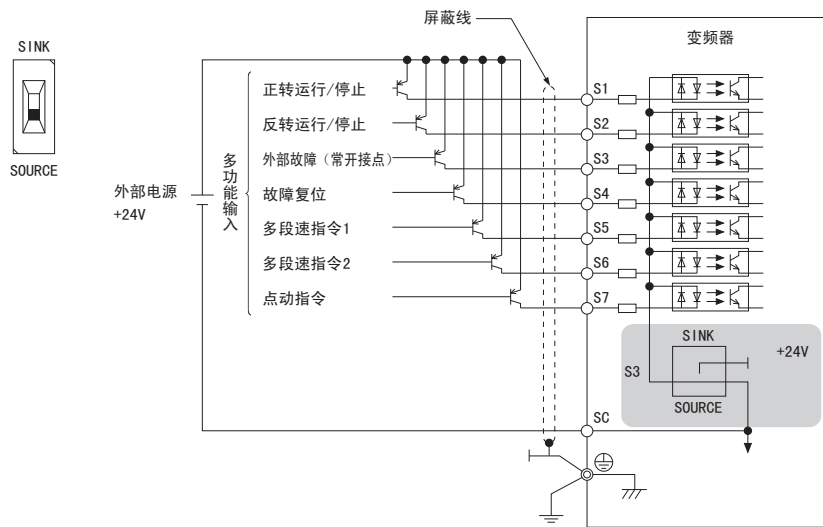 SINK
SOURCE
屏蔽线
变频器
外部电源
+24V
多功能输入
正转运行/停止
反转运行/停止
外部故障（常开接点）
故障复位
多段速指令1
多段速指令2
点动指令
S1
S2
S3
S4
S5
S6
S7
SINK
+24V
S3
SOURCE
SC